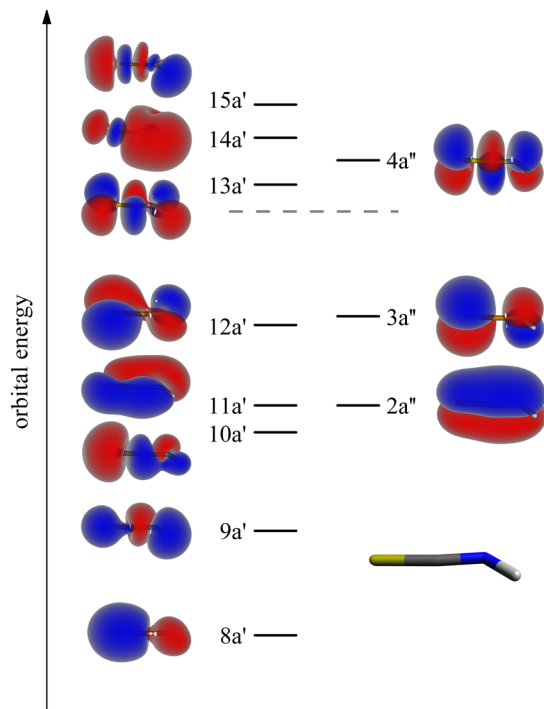 15a'
14a'
4a"
13a'
3a"
12a'
11a'
2a"
10a'
9a'
8a'
orbital energy